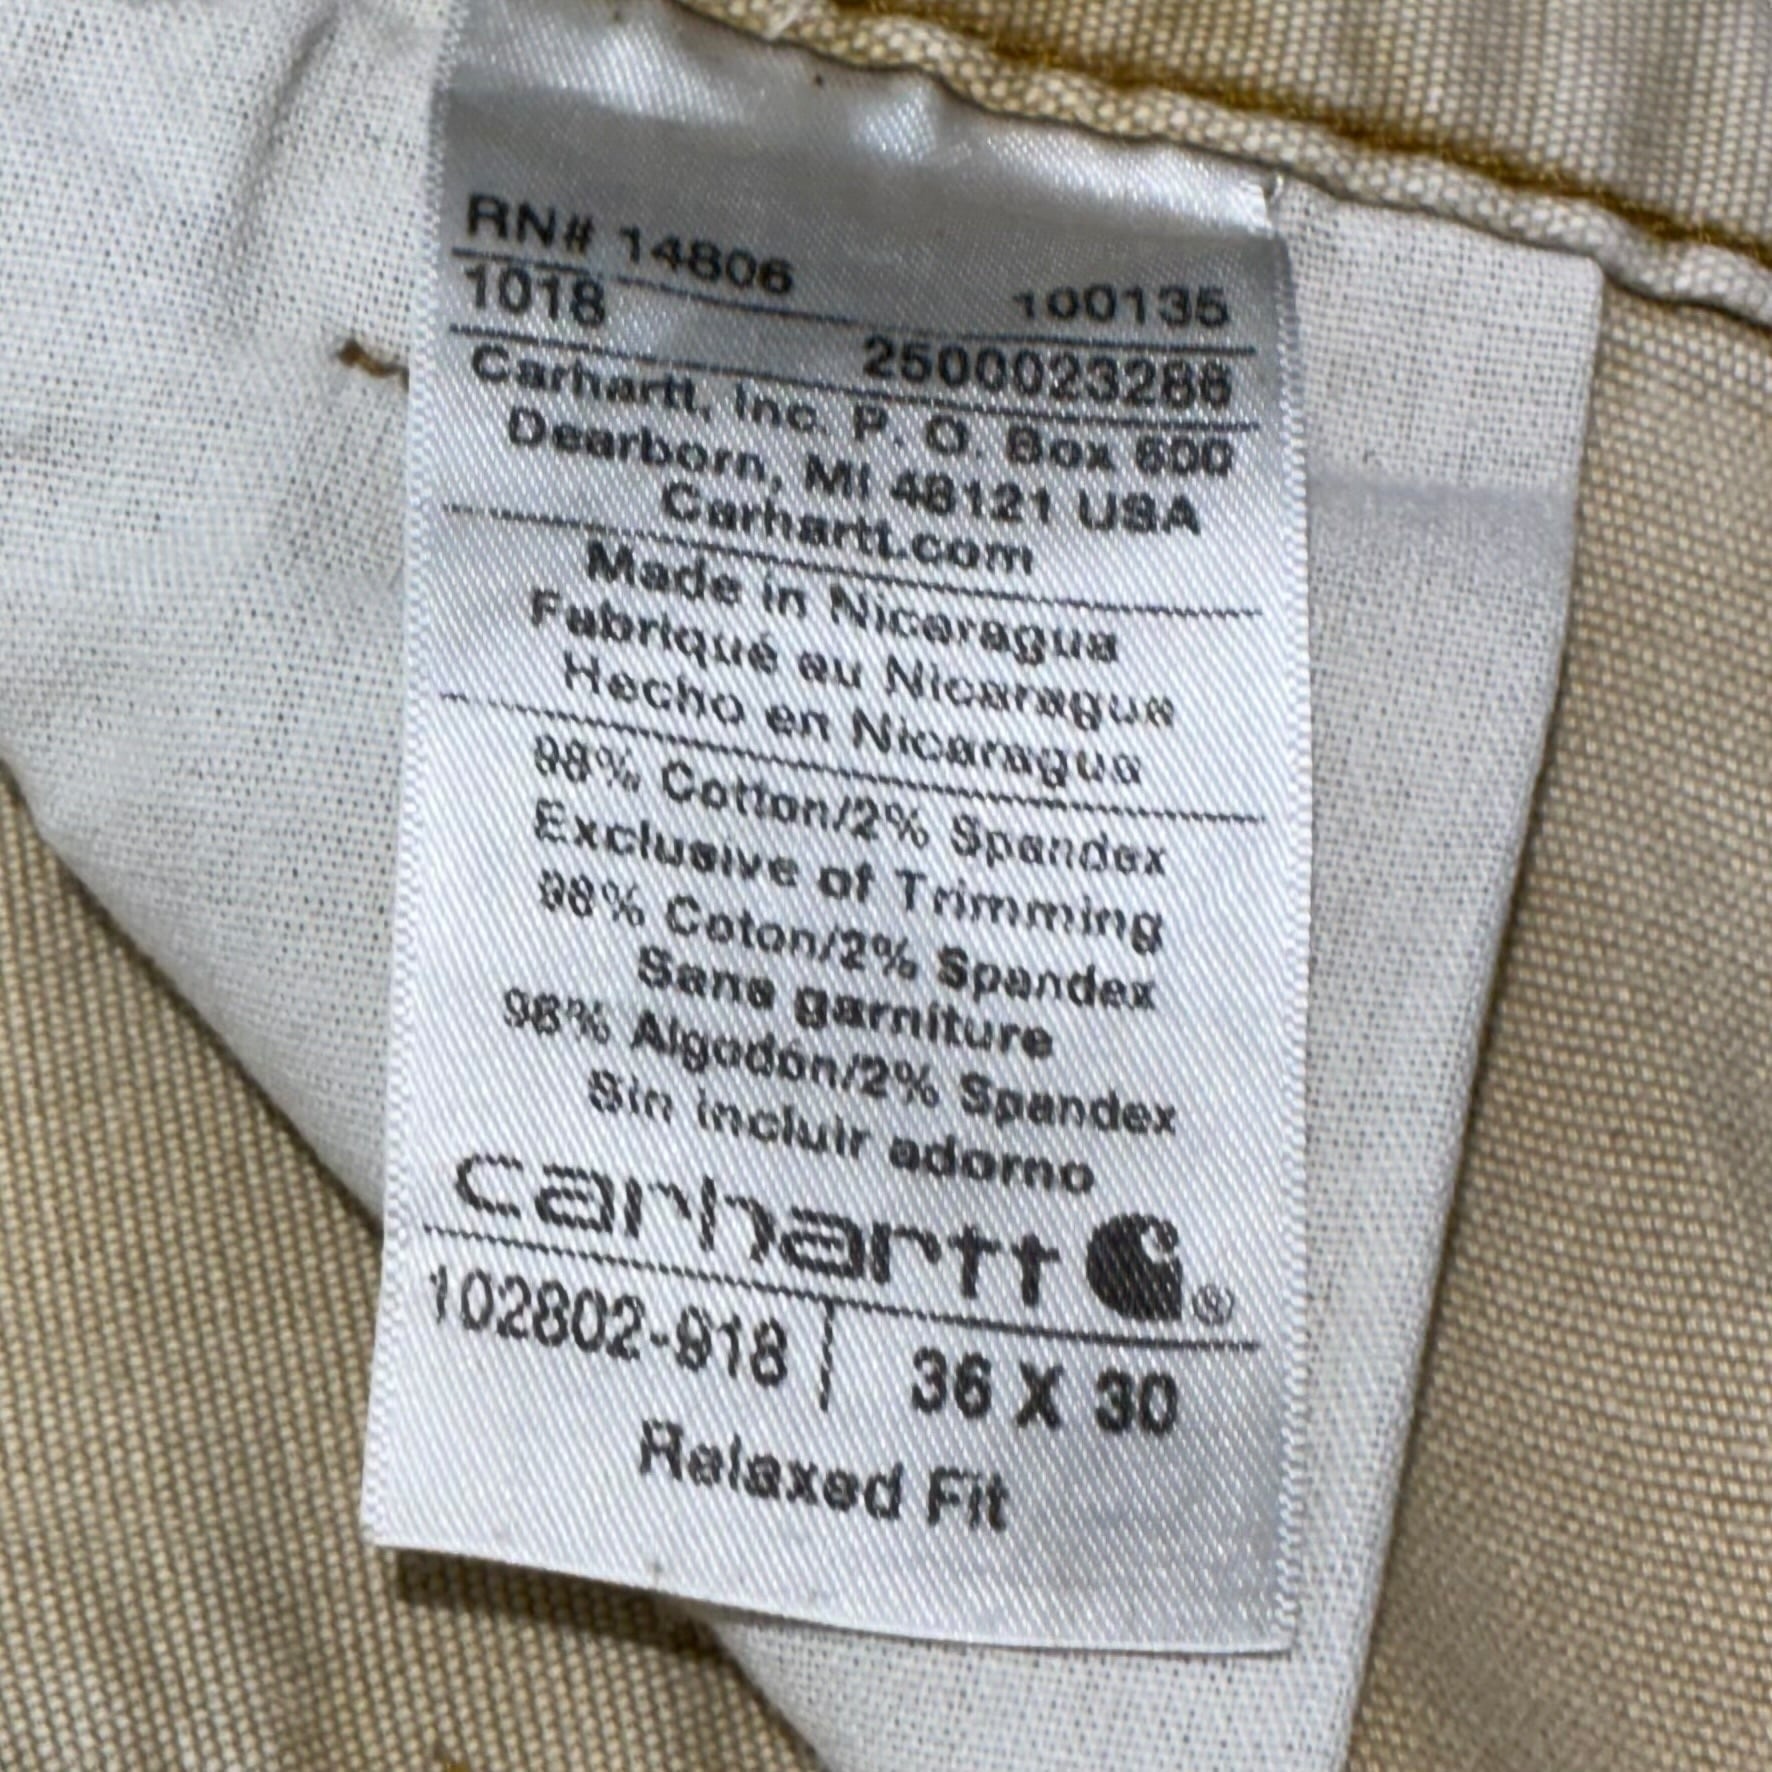 RN# 14806 100135
1018 2500023286
Carhartt, Inc. P. O. Box 600
Dearborn, MI 48121 USA
Carhartt.com
Made in Nicaragua
Fabriqué au Nicaragua
Hecho en Nicaragua
98% Cotton/2% Spandex
Exclusive of Trimming
98% Coton/2% Spandex
Sans garniture
98% Algodon/2% Spandex
Sin incluir adorno
carhartt ®
102802-918 | 36 X 30
Relaxed Fit